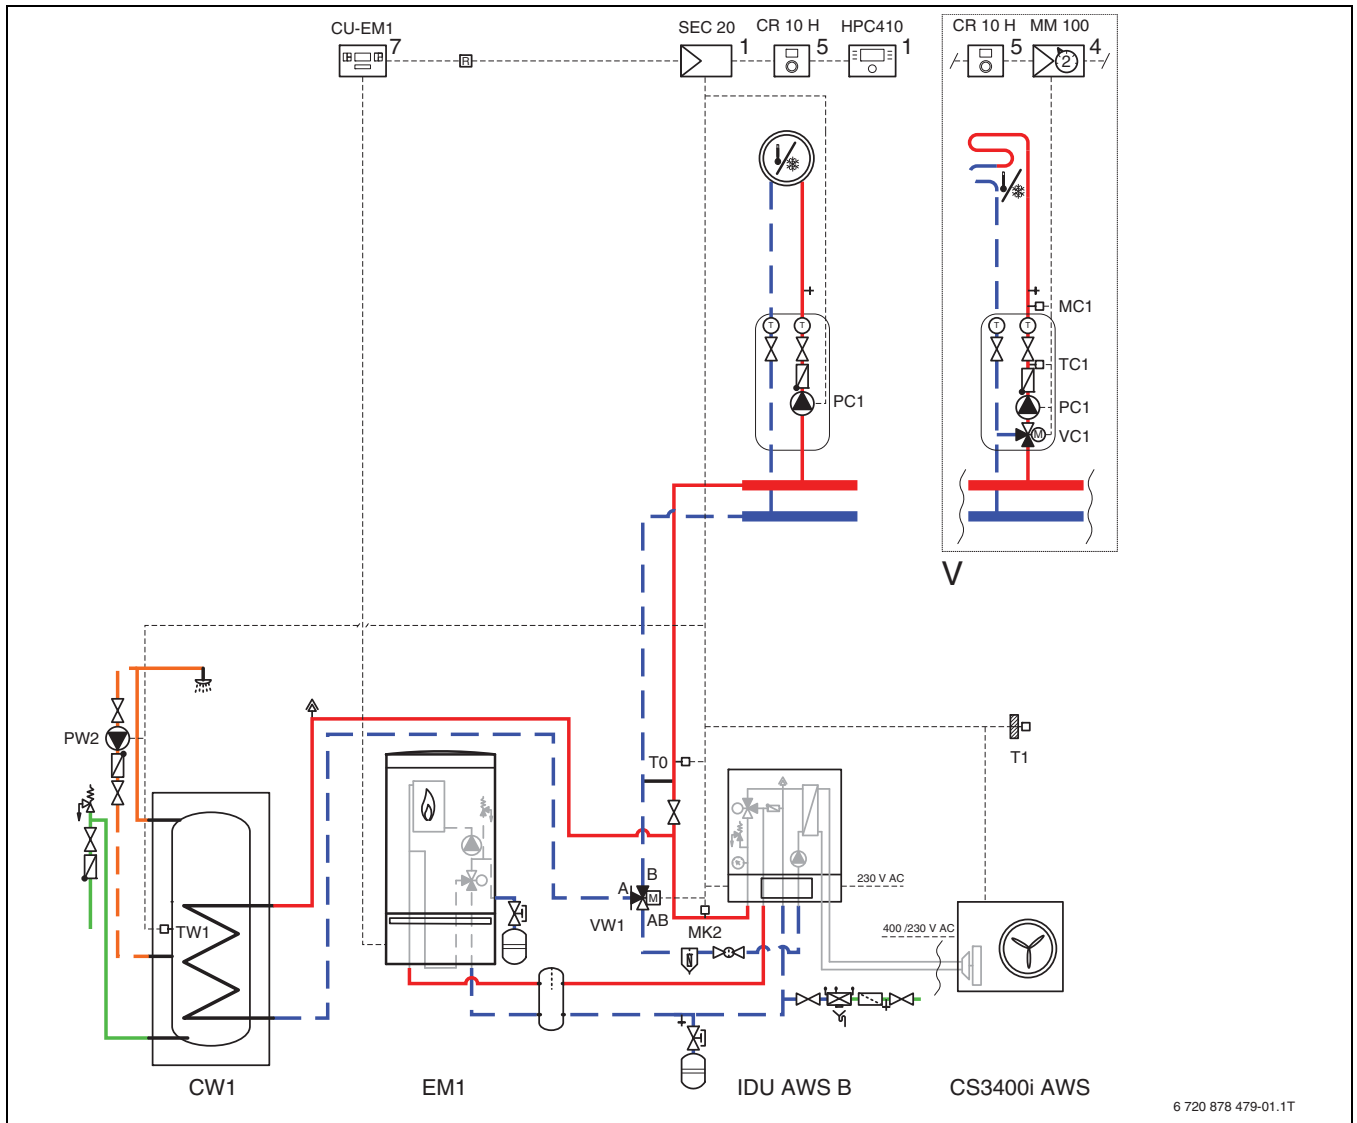 CU-EM1
7
R
SEC 20
1
CR 10 H
5
HPC410
1
CR 10 H
5
MM 100
2
4
MC1
T
T
T
T
TC1
PC1
PC1
VC1
M
V
PW2
T0
T1
B
A
M
AB
VW1
MK2
230 V AC
TW1
400 /230 V AC
CW1
EM1
IDU AWS B
CS3400i AWS
6 720 878 479-01.1T